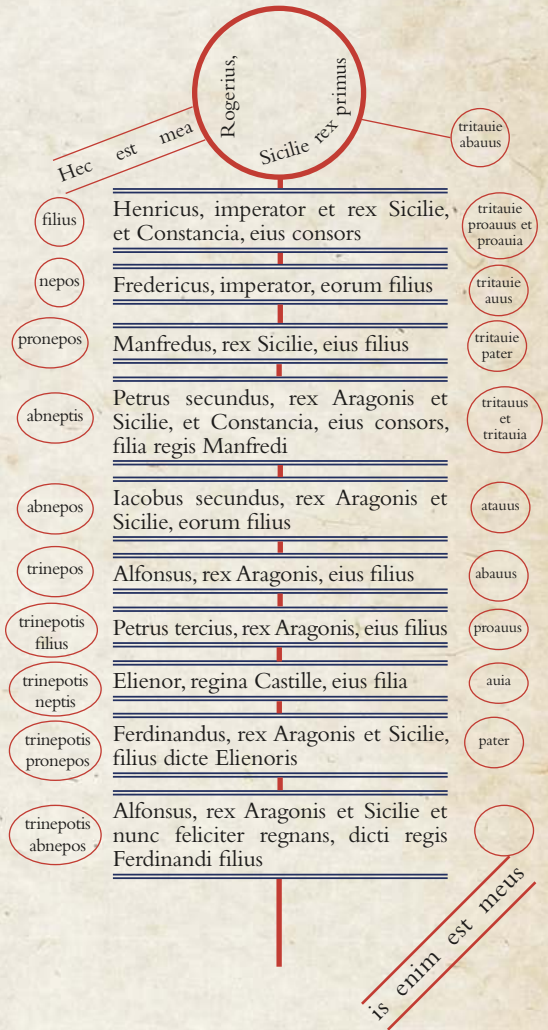 Rogerius,
Sicilie rex primus
Hec est mea
tritauie
abauus
filius
Henricus, imperator et rex Sicilie,
et Constancia, eius consors
tritauie
proauus et
proauia
nepos
Fredericus, imperator, eorum filius
tritauie
auus
pronepos
Manfredus, rex Sicilie, eius filius
tritauie
pater
abneptis
Petrus secundus, rex Aragonis et
Sicilie, et Constancia, eius consors,
filia regis Manfredi
tritauus
et
tritauia
abnepos
Iacobus secundus, rex Aragonis et
Sicilie, eorum filius
atauus
trinepos
Alfonsus, rex Aragonis, eius filius
abauus
trinepotis
filius
Petrus tercius, rex Aragonis, eius filius
proauus
trinepotis
neptis
Elienor, regina Castille, eius filia
auia
trinepotis
pronepos
Ferdinandus, rex Aragonis et Sicilie,
filius dicte Elienoris
pater
trinepotis
abnepos
Alfonsus, rex Aragonis et Sicilie et
nunc feliciter regnans, dicti regis
Ferdinandi filius
is enim est meus